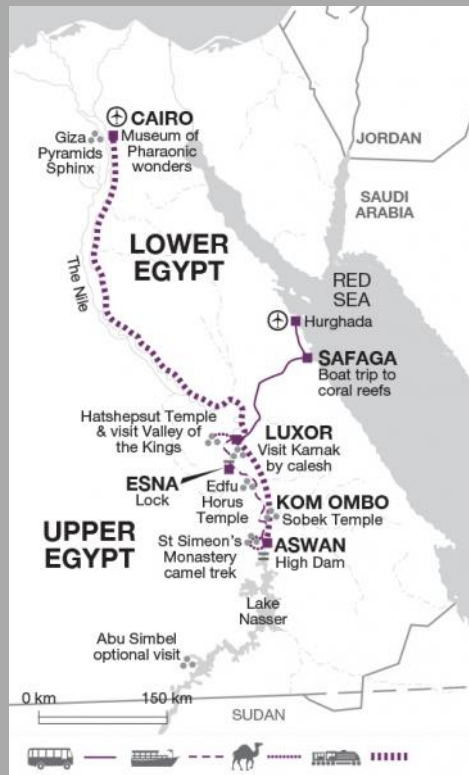 CAIRO
Museum of
Pharaonic
wonders
Giza
Pyramids
Sphinx
JORDAN
SAUDI
ARABIA
LOWER
EGYPT
The Nile
RED
SEA
Hurghada
SAFAGA
Boat trip to
coral reefs
Hatshepsut Temple
& visit Valley of
the Kings
LUXOR
Visit Karnak
by calesh
ESNA
Lock
Edfu
Horus
Temple
KOM OMBO
Sobek Temple
UPPER
EGYPT
St Simeon's
Monastery
camel trek
ASWAN
High Dam
Lake
Nasser
Abu Simbel
optional visit
0 km
150 km
SUDAN